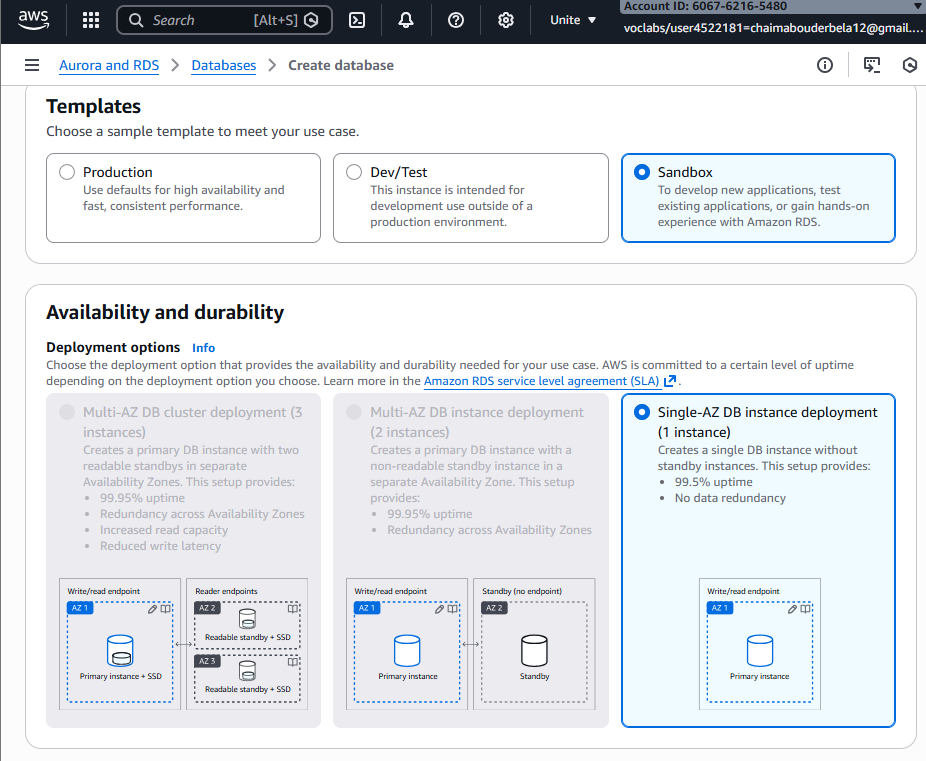 aws
Search
[Alt+S]
Unite
Account ID: 6067-6216-5480
voclabs/user4522181=chaimabouderbela12@gmail....
Aurora and RDS
Databases
Create database
Templates
Choose a sample template to meet your use case.
Production
Use defaults for high availability and
fast, consistent performance.
Dev/Test
This instance is intended for
development use outside of a
production environment.
Sandbox
To develop new applications, test
existing applications, or gain hands-on
experience with Amazon RDS.
Availability and durability
Deployment options Info
Choose the deployment option that provides the availability and durability needed for your use case. AWS is committed to a certain level of uptime
depending on the deployment option you choose. Learn more in the Amazon RDS service level agreement (SLA) .
Multi-AZ DB cluster deployment (3
instances)
Creates a primary DB instance with two
readable standbys in separate
Availability Zones. This setup provides:
• 99.95% uptime
• Redundancy across Availability Zones
• Increased read capacity
• Reduced write latency
Write/read endpoint
AZ 1
Primary instance + SSD
Reader endpoints
AZ 2
Readable standby + SSD
AZ 3
Readable standby + SSD
Multi-AZ DB instance deployment
(2 instances)
Creates a primary DB instance with a
non-readable standby instance in a
separate Availability Zone. This setup
provides:
• 99.95% uptime
• Redundancy across Availability Zones
Write/read endpoint
AZ 1
Primary instance
Standby (no endpoint)
AZ 2
Standby
Single-AZ DB instance deployment
(1 instance)
Creates a single DB instance without
standby instances. This setup provides:
• 99.5% uptime
• No data redundancy
Write/read endpoint
AZ 1
Primary instance